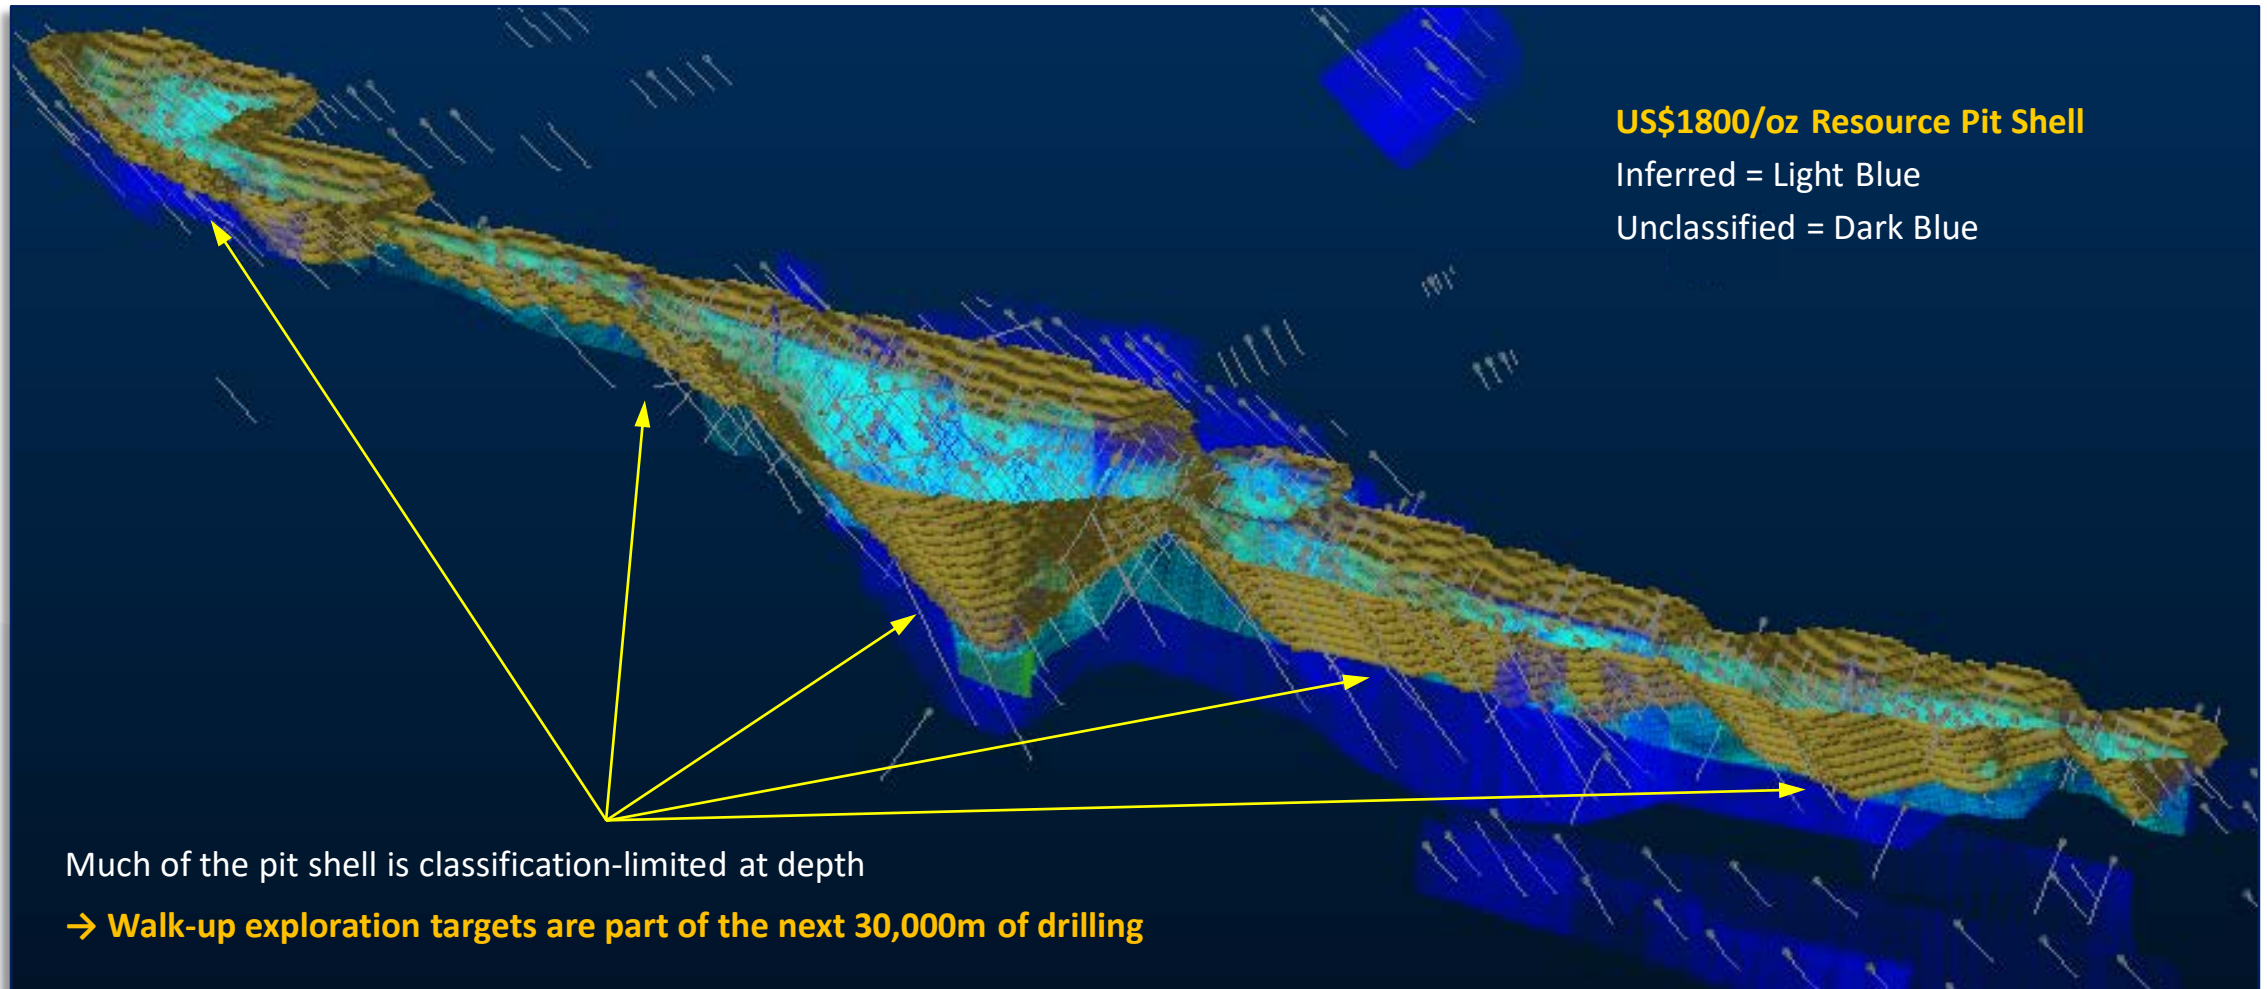 US$1800/oz Resource Pit Shell
Inferred = Light Blue
Unclassified = Dark Blue
Much of the pit shell is classification-limited at depth
→ Walk-up exploration targets are part of the next 30,000m of drilling